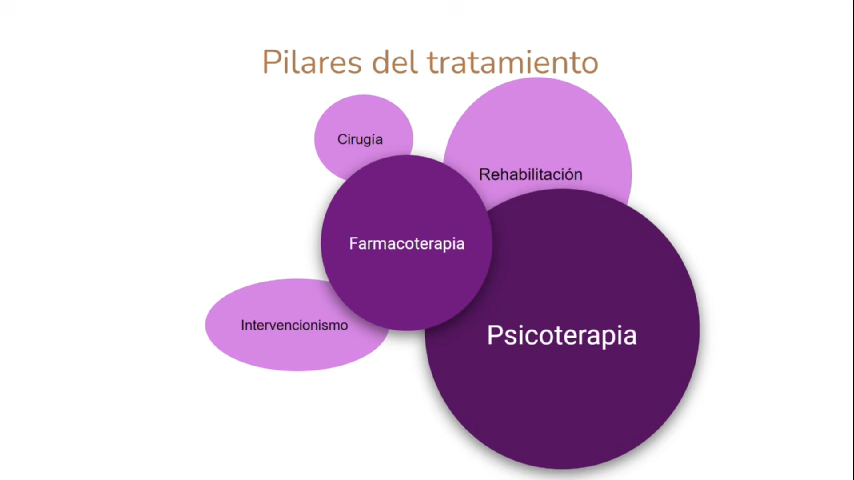 Pilares del tratamiento
Cirugía
Rehabilitación
Farmacoterapia
Intervencionismo
Psicoterapia